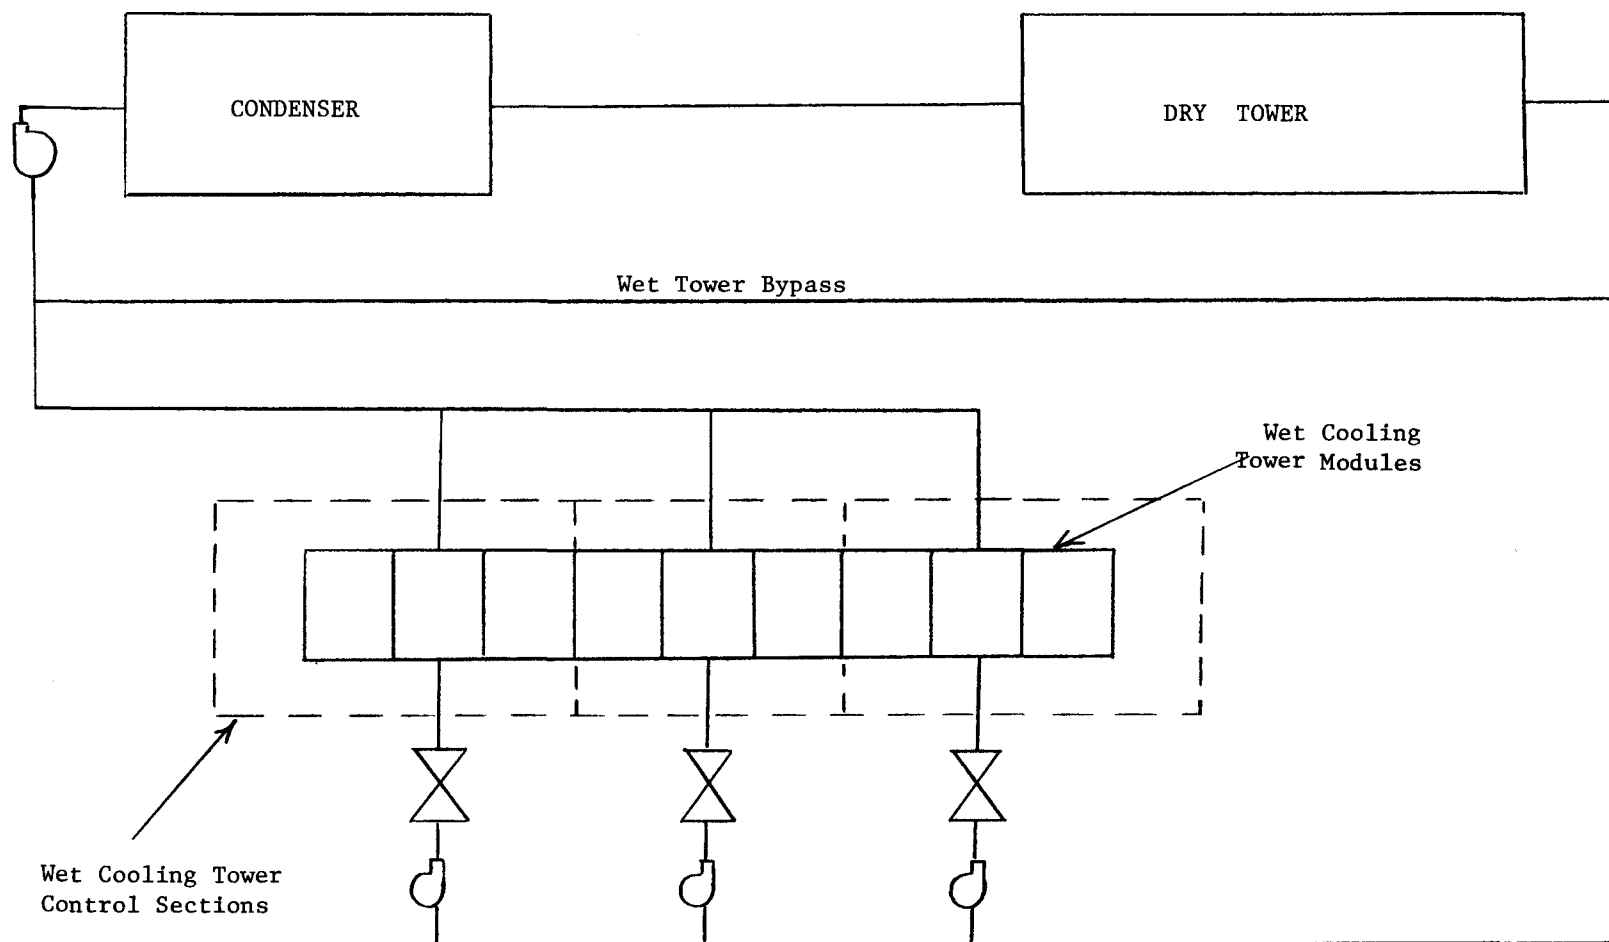 CONDENSER
DRY TOWER
Wet Tower Bypass
Wet Cooling
Tower Modules
Wet Cooling Tower
Control Sections